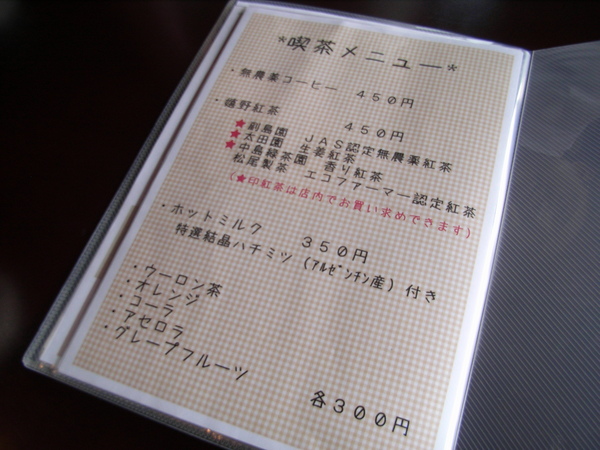 *喫茶メニュー*
・無農薬コーヒー　４５０円
・嬉野紅茶　４５０円
★副島園　ＪＡＳ認定無農薬紅茶
★太田園　生姜紅茶
★中島緑茶園　香り紅茶
松尾製茶　エコファーマー認定紅茶
（★印紅茶は店内でお買い求めできます）
・ホットミルク　３５０円
特選結晶ハチミツ（ｱﾙｾﾞﾝﾁﾝ産）付き
・ウーロン茶
・オレンジ
・コーラ
・アセロラ
・グレープフルーツ
各３００円